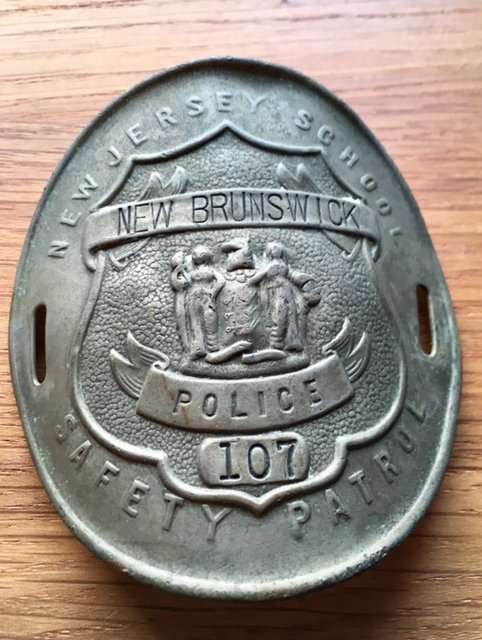 NEW JERSEY SCHOOL
NEW BRUNSWICK
POLICE
107
SAFETY PATROL